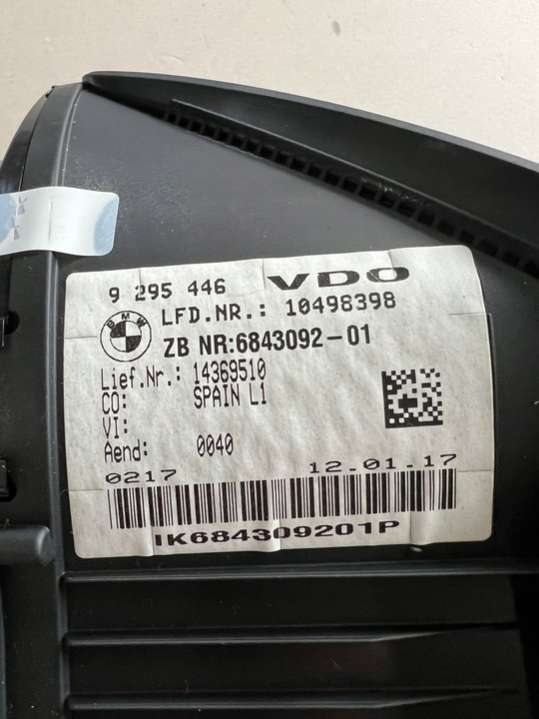 9 295 446 VDO
BMW
LFD.NR.: 10498398
ZB NR:6843092-01
Lief.Nr.: 14369510
CO: SPAIN L1
VI:
Aend: 0040
0217 12.01.17
IK684309201P